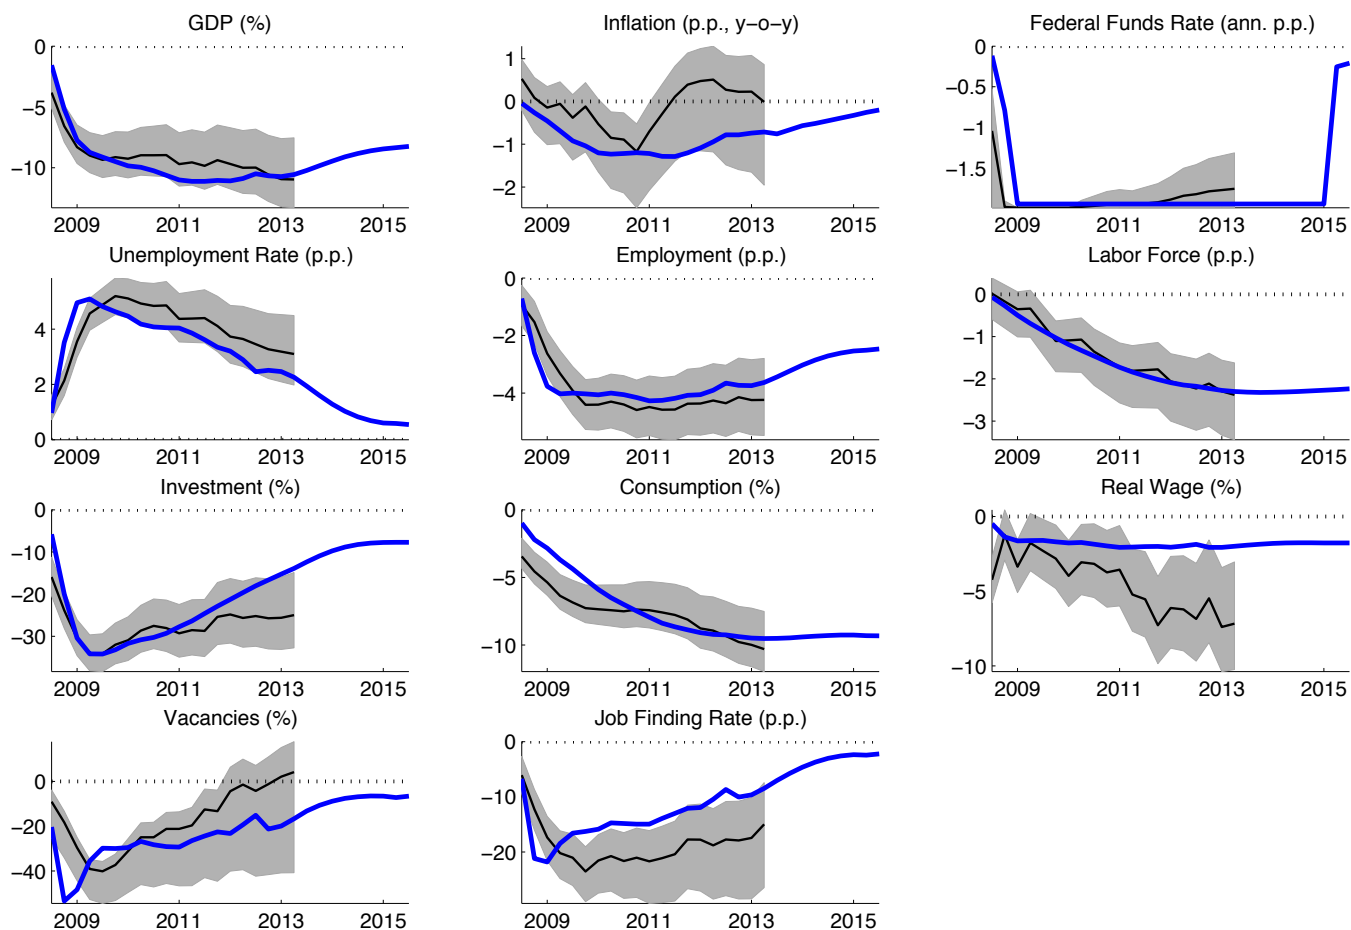 GDP (%)
0
−5
−10
2009 2011 2013 2015
Inflation (p.p., y−o−y)
1
0
−1
−2
2009 2011 2013 2015
Federal Funds Rate (ann. p.p.)
0
−0.5
−1
−1.5
2009 2011 2013 2015
Unemployment Rate (p.p.)
4
2
0
2009 2011 2013 2015
Employment (p.p.)
0
−2
−4
2009 2011 2013 2015
Labor Force (p.p.)
0
−1
−2
−3
2009 2011 2013 2015
Investment (%)
0
−10
−20
−30
2009 2011 2013 2015
Consumption (%)
0
−5
−10
2009 2011 2013 2015
Real Wage (%)
0
−5
−10
2009 2011 2013 2015
Vacancies (%)
0
−20
−40
2009 2011 2013 2015
Job Finding Rate (p.p.)
0
−10
−20
2009 2011 2013 2015